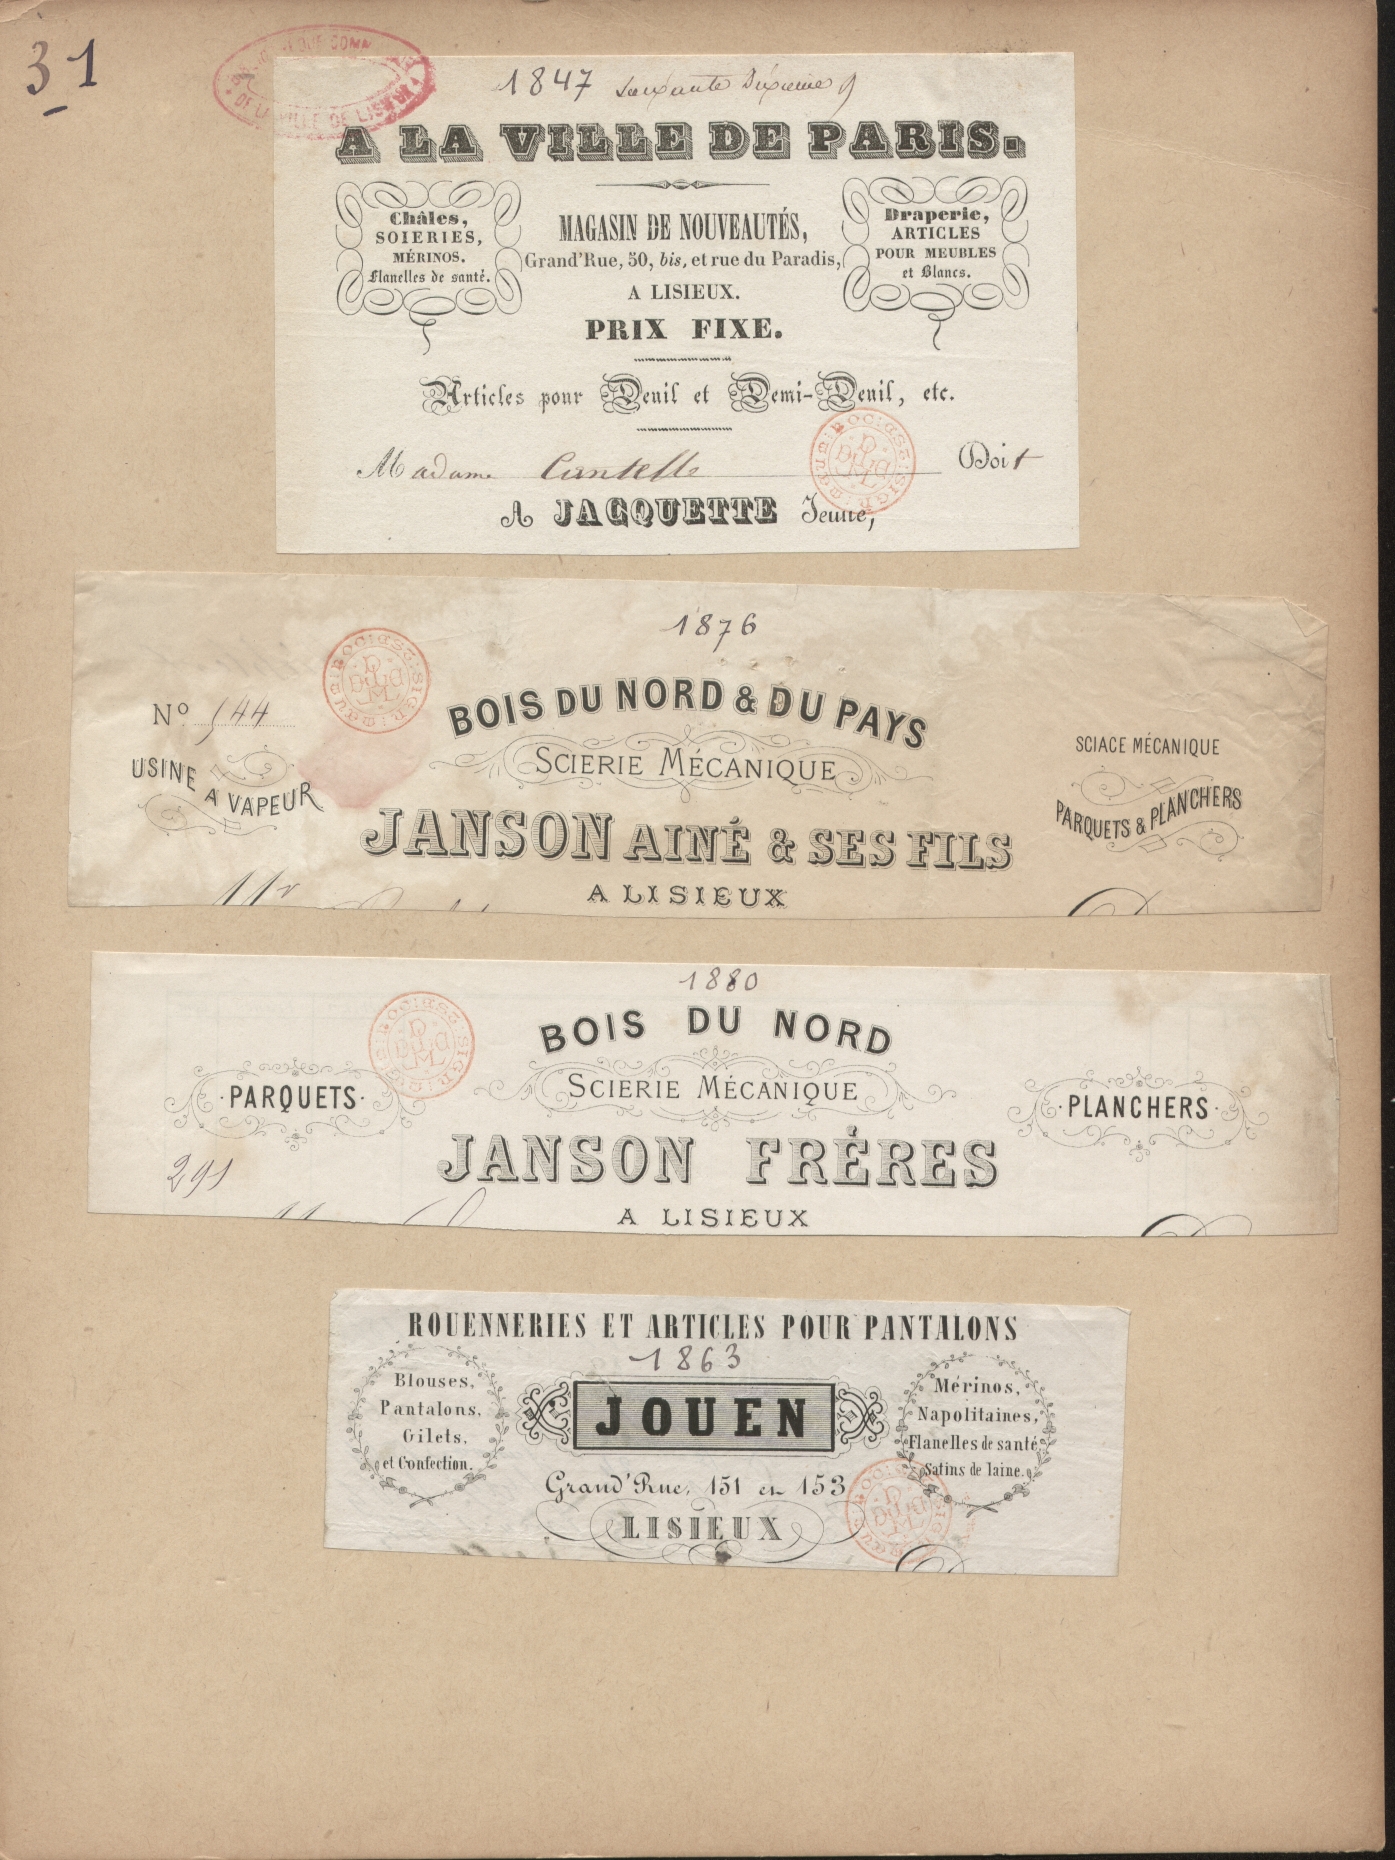 31
1847 Soixante Dixième
A LA VILLE DE PARIS.
Châles,
SOIERIES,
MÉRINOS.
Flanelles de santé.
MAGASIN DE NOUVEAUTÉS,
Grand'Rue, 50, bis, et rue du Paradis,
A LISIEUX.
PRIX FIXE.
Draperie,
ARTICLES
POUR MEUBLES
et Blancs.
Articles pour Deuil et Demi-Deuil, etc.
Madame Doit
A JACQUETTE Jeune,
1876
No 144
USINE A VAPEUR
BOIS DU NORD & DU PAYS
SCIERIE MÉCANIQUE
JANSON AINÉ & SES FILS
A LISIEUX
SCIACE MÉCANIQUE
PARQUETS & PLANCHERS
Mr
1880
BOIS DU NORD
SCIERIE MÉCANIQUE
·PARQUETS·
·PLANCHERS·
JANSON FRÉRES
291
A LISIEUX
ROUENNERIES ET ARTICLES POUR PANTALONS
1863
Blouses,
Pantalons,
Gilets,
et Confection.
JOUEN
Grand'Rue, 151 et 153
LISIEUX
Mérinos,
Napolitaines,
Flanelles de santé,
Satins de laine.